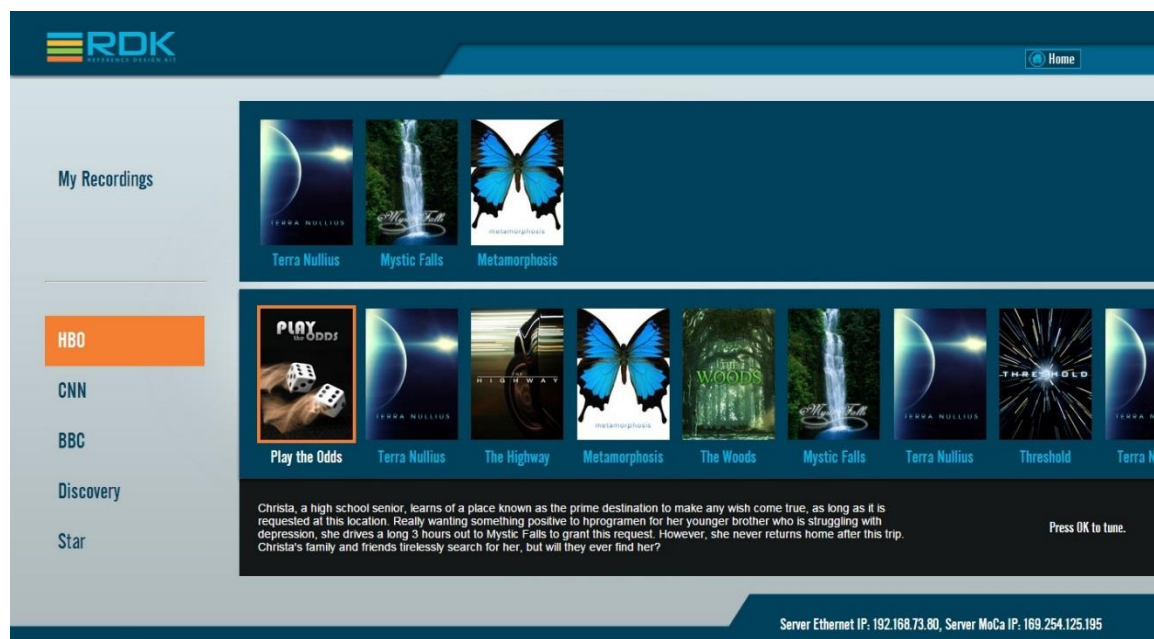 RDK
REFERENCE DESIGN KIT
Home
My Recordings
TERRA NULLIUS
Mystic Falls
metamorphosis
Terra Nullius
Mystic Falls
Metamorphosis
HBO
CNN
BBC
Discovery
Star
PLAY
the ODDS
TERRA NULLIUS
THE
HIGHWAY
metamorphosis
THE
WOODS
Mystic Falls
TERRA NULLIUS
THRESHOLD
TERRA N
Play the Odds
Terra Nullius
The Highway
Metamorphosis
The Woods
Mystic Falls
Terra Nullius
Threshold
Terra N
Christa, a high school senior, learns of a place known as the prime destination to make any wish come true, as long as it is
requested at this location. Really wanting something positive to hprogramen for her younger brother who is struggling with
depression, she drives a long 3 hours out to Mystic Falls to grant this request. However, she never returns home after this trip.
Christa's family and friends tirelessly search for her, but will they ever find her?
Press OK to tune.
Server Ethernet IP: 192.168.73.80, Server MoCa IP: 169.254.125.195